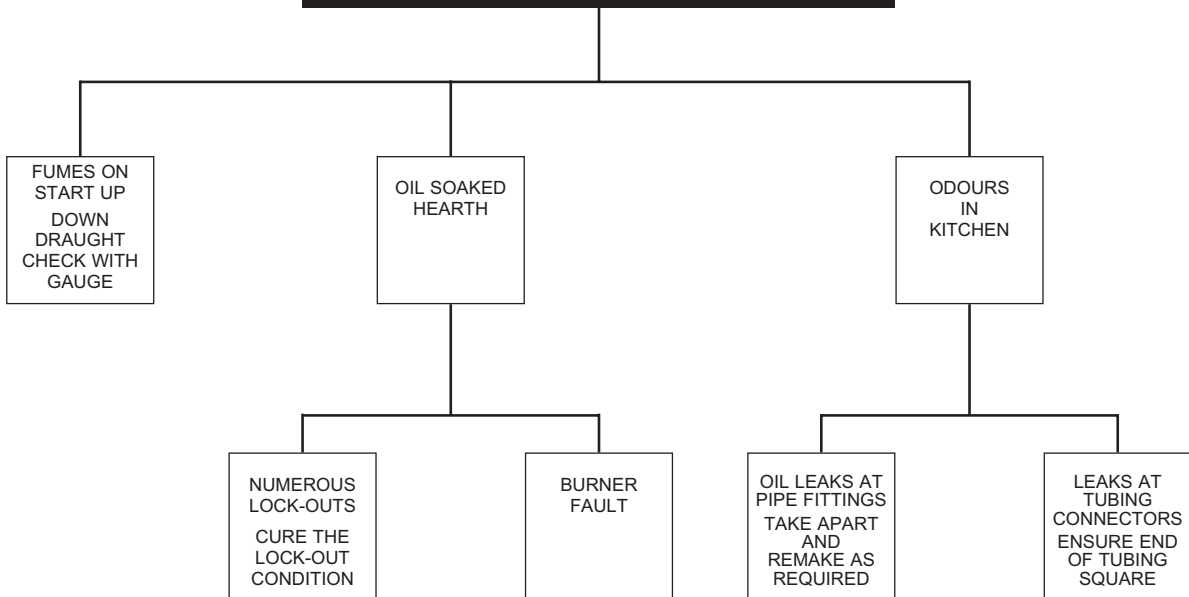 FUMES ON
START UP
DOWN
DRAUGHT
CHECK WITH
GAUGE
OIL SOAKED
HEARTH
ODOURS
IN
KITCHEN
NUMEROUS
LOCK-OUTS
CURE THE
LOCK-OUT
CONDITION
BURNER
FAULT
OIL LEAKS AT
PIPE FITTINGS
TAKE APART
AND
REMAKE AS
REQUIRED
LEAKS AT
TUBING
CONNECTORS
ENSURE END
OF TUBING
SQUARE